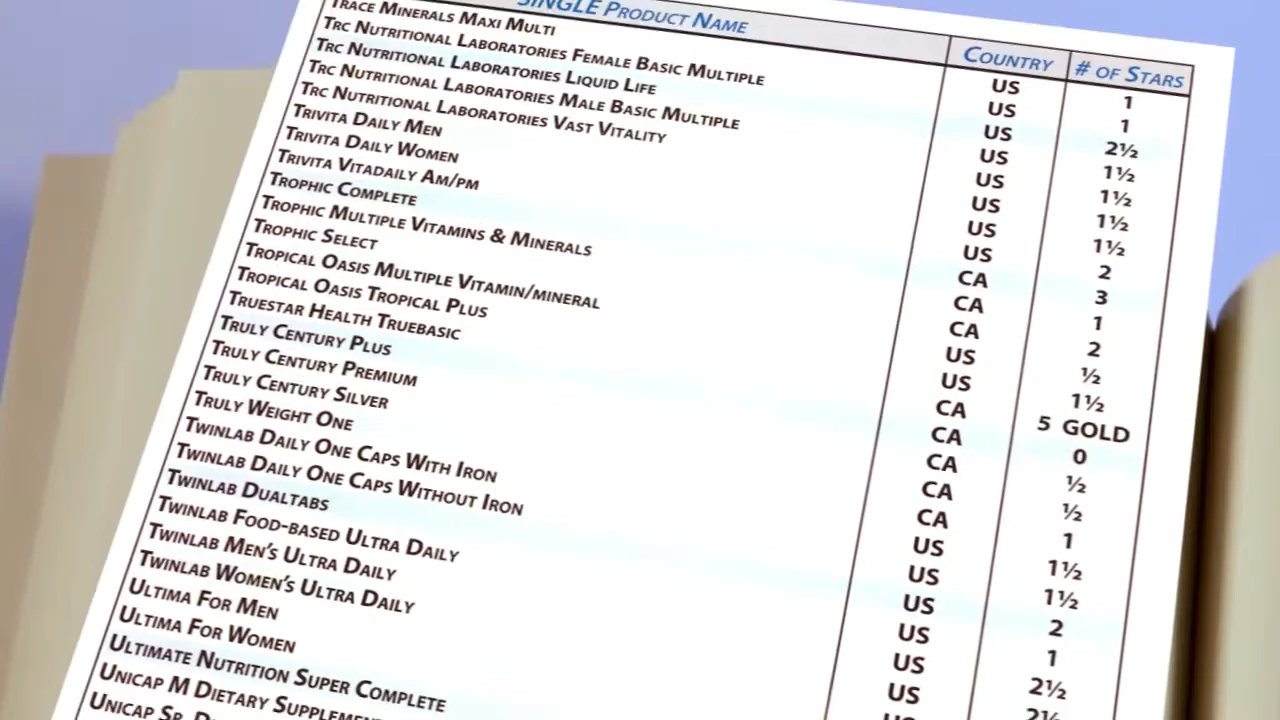 SINGLE PRODUCT NAME COUNTRY # OF STARS
TRACE MINERALS MAXI MULTI US 1
TRC NUTRITIONAL LABORATORIES FEMALE BASIC MULTIPLE US 1
TRC NUTRITIONAL LABORATORIES LIQUID LIFE US 2½
TRC NUTRITIONAL LABORATORIES MALE BASIC MULTIPLE US 1½
TRC NUTRITIONAL LABORATORIES VAST VITALITY US 1½
TRIVITA DAILY MEN US 1½
TRIVITA DAILY WOMEN US 1½
TRIVITA VITADAILY AM/PM US 2
TROPHIC COMPLETE CA 3
TROPHIC MULTIPLE VITAMINS & MINERALS CA 1
TROPHIC SELECT CA 2
TROPICAL OASIS MULTIPLE VITAMIN/MINERAL US ½
TROPICAL OASIS TROPICAL PLUS US 1½
TRUESTAR HEALTH TRUEBASIC CA 5 GOLD
TRULY CENTURY PLUS CA 0
TRULY CENTURY PREMIUM CA ½
TRULY CENTURY SILVER CA ½
TRULY WEIGHT ONE CA 1
TWINLAB DAILY ONE CAPS WITH IRON US 1½
TWINLAB DAILY ONE CAPS WITHOUT IRON US 1½
TWINLAB DUALTABS US 2
TWINLAB FOOD-BASED ULTRA DAILY US 1
TWINLAB MEN'S ULTRA DAILY US 2½
TWINLAB WOMEN'S ULTRA DAILY US 2½
ULTIMA FOR MEN US
ULTIMA FOR WOMEN
ULTIMATE NUTRITION SUPER COMPLETE
UNICAP M DIETARY
UNICAP SR.